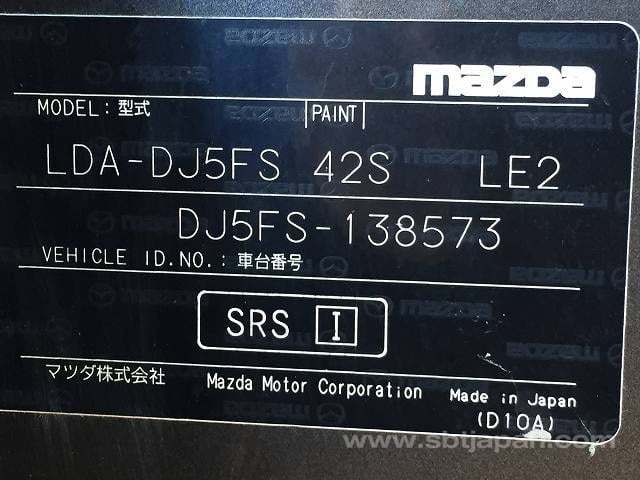 mazda
MODEL: 型式 PAINT
LDA-DJ5FS 42S LE2
DJ5FS-138573
VEHICLE ID.NO.: 車台番号
SRS I
マツダ株式会社 Mazda Motor Corporation Made in Japan
(D10A)
www.sbtjapan.com